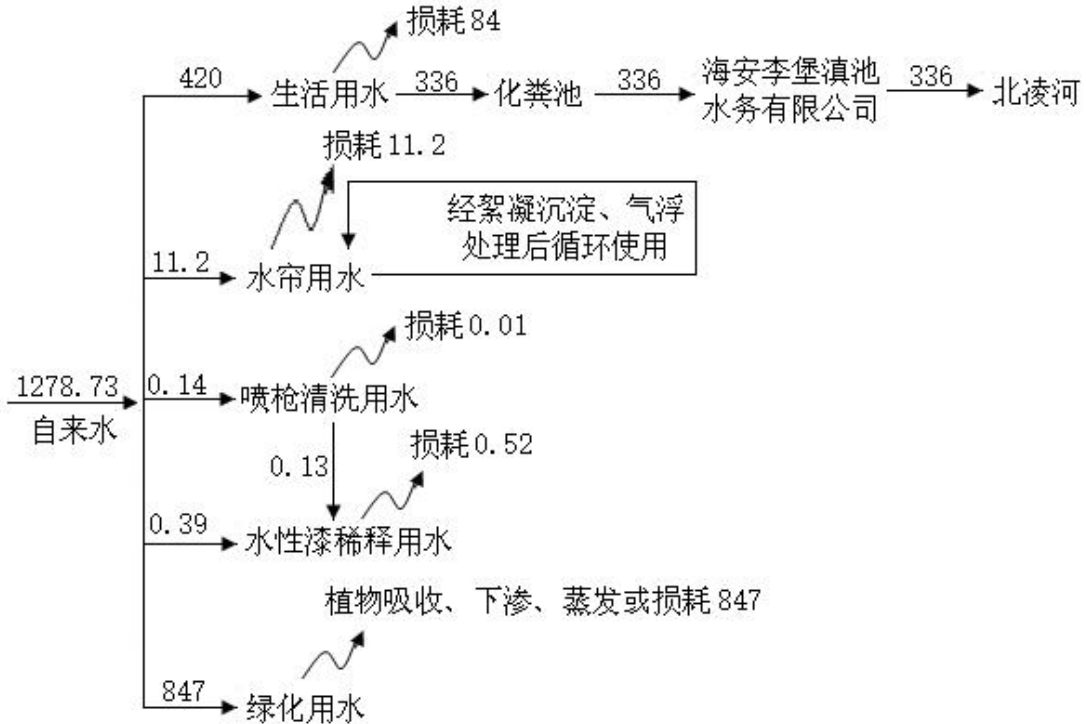 损耗84
420
生活用水
336
化粪池
336
海安李堡滇池
水务有限公司
336
北凌河
损耗11.2
经絮凝沉淀、气浮
处理后循环使用
11.2
水帘用水
损耗0.01
1278.73
自来水
0.14
喷枪清洗用水
损耗0.52
0.13
0.39
水性漆稀释用水
植物吸收、下渗、蒸发或损耗847
847
绿化用水